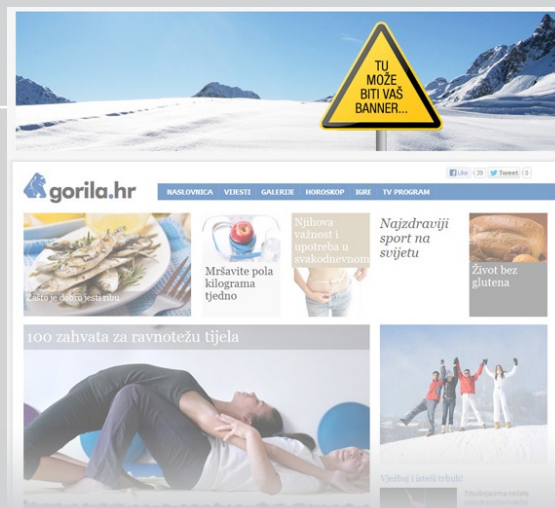 TU
MOŽE
BITI VAŠ
BANNER...
Like 39 Tweet 0
gorila.hr
NASLOVNICA VIJESTI GALERIJE HOROSKOP IGRE TV PROGRAM
Zašto je dobro jesti ribu
Mršavite pola
kilograma
tjedno
Njihova
važnost i
upotreba u
svakodnevnom
Najzdraviji
sport na
svijetu
Život bez
glutena
100 zahvata za ravnotežu tijela
Vježbaj i isteši trbuh!